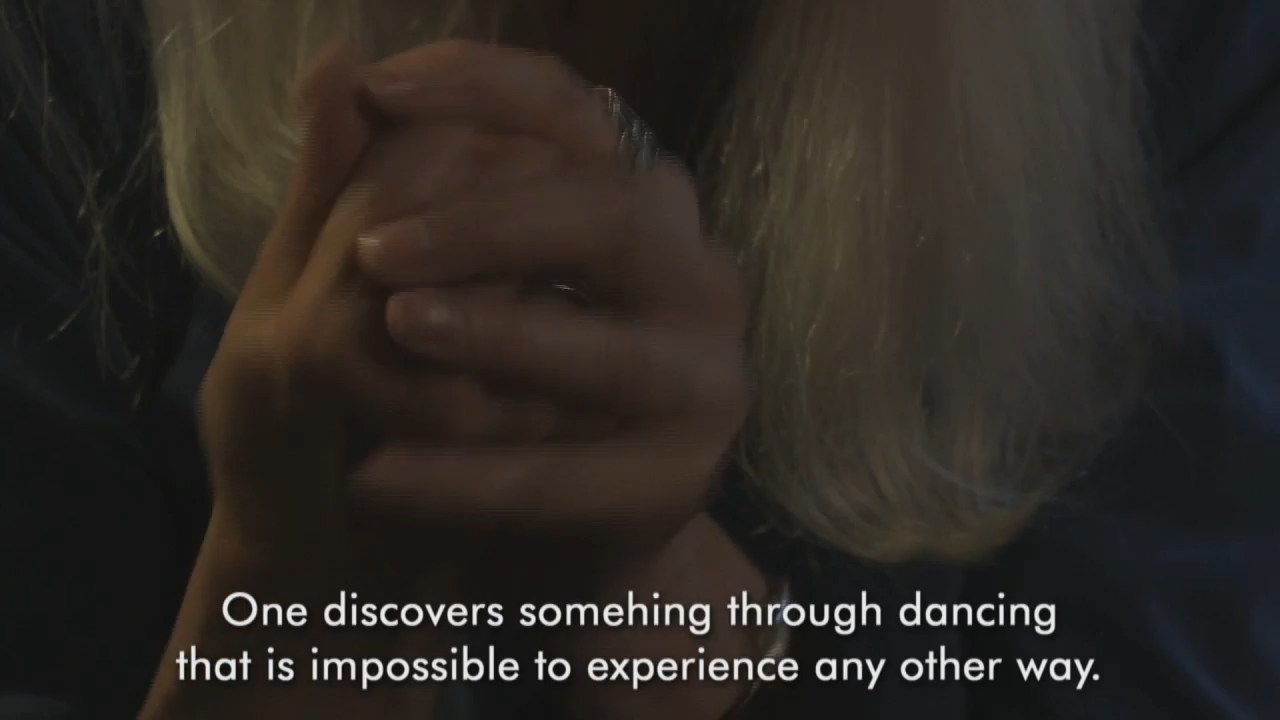 One discovers somehing through dancing
that is impossible to experience any other way.